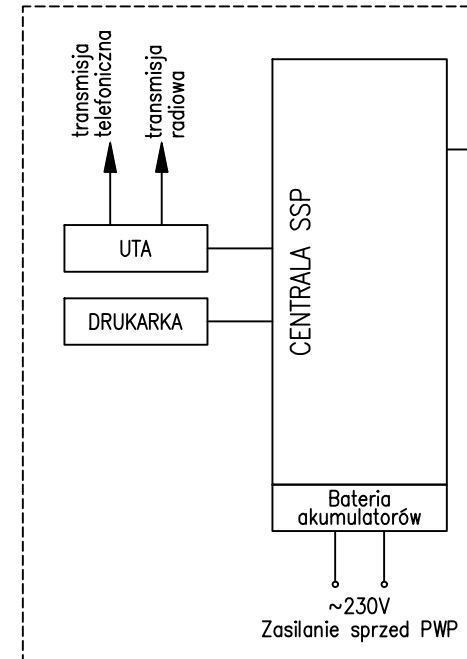 transmisja
telefoniczna
transmisja
radiowa
UTA
DRUKARKA
CENTRALA SSP
Bateria
akumulatorów
~230V
Zasilanie sprzed PWP